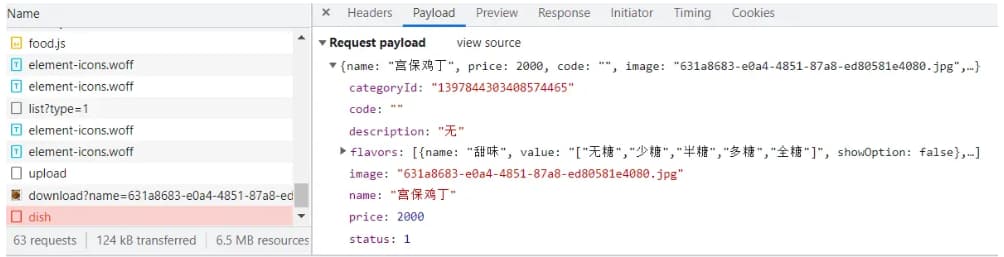 Name
food.js
element-icons.woff
element-icons.woff
list?type=1
element-icons.woff
element-icons.woff
upload
download?name=631a8683-e0a4-4851-87a8-ed
dish
63 requests | 124 kB transferred | 6.5 MB resources
× Headers Payload Preview Response Initiator Timing Cookies
▼ Request payload view source
▼{name: "宫保鸡丁", price: 2000, code: "", image: "631a8683-e0a4-4851-87a8-ed80581e4080.jpg",…}
categoryId: "1397844303408574465"
code: ""
description: "无"
▶ flavors: [{name: "甜味", value: "["无糖","少糖","半糖","多糖","全糖"]", showOption: false},…]
image: "631a8683-e0a4-4851-87a8-ed80581e4080.jpg"
name: "宫保鸡丁"
price: 2000
status: 1